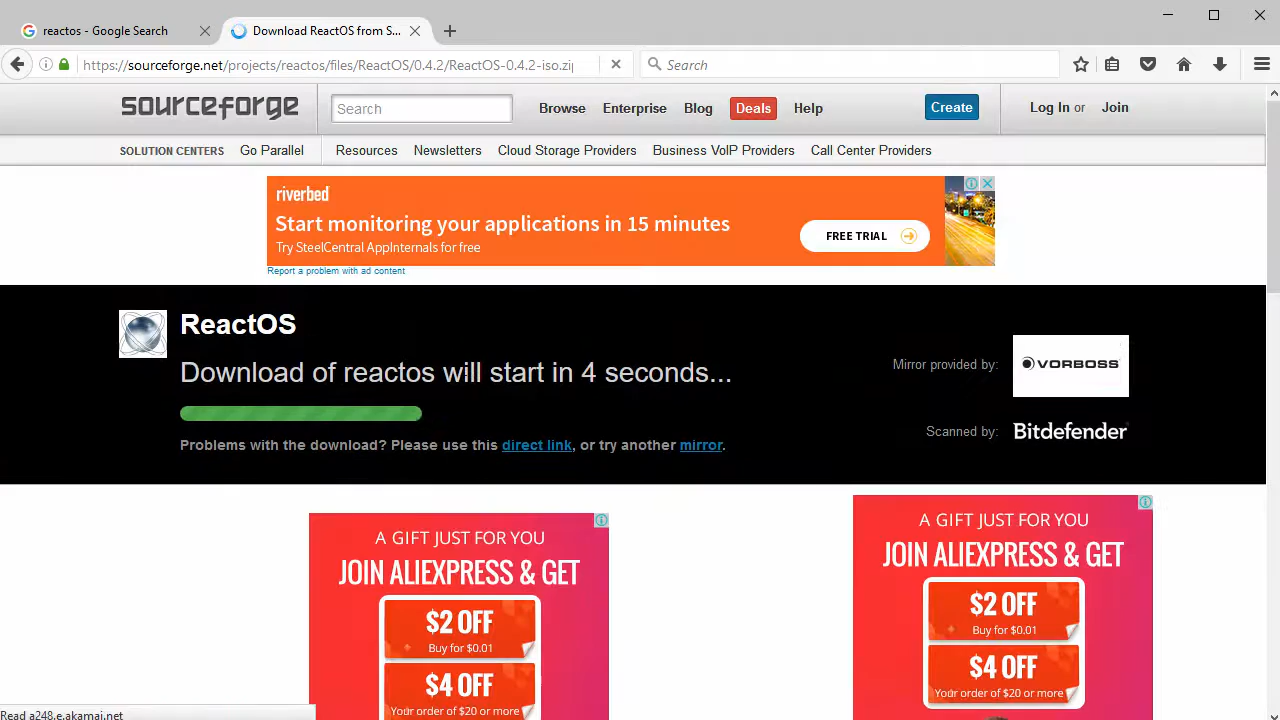 reactos - Google Search
Download ReactOS from S...
https://sourceforge.net/projects/reactos/files/ReactOS/0.4.2/ReactOS-0.4.2-iso.zip
Search
sourceforge
Search
Browse
Enterprise
Blog
Deals
Help
Create
Log In or Join
SOLUTION CENTERS
Go Parallel
Resources
Newsletters
Cloud Storage Providers
Business VoIP Providers
Call Center Providers
riverbed
Start monitoring your applications in 15 minutes
Try SteelCentral AppInternals for free
FREE TRIAL
Report a problem with ad content
ReactOS
Download of reactos will start in 4 seconds...
Problems with the download? Please use this direct link, or try another mirror.
Mirror provided by:
VORBOSS
Scanned by:
Bitdefender
A GIFT JUST FOR YOU
JOIN ALIEXPRESS & GET
$2 OFF
Buy for $0.01
$4 OFF
Your order of $20 or more
A GIFT JUST FOR YOU
JOIN ALIEXPRESS & GET
$2 OFF
Buy for $0.01
$4 OFF
Your order of $20 or more
Read a248.e.akamai.net